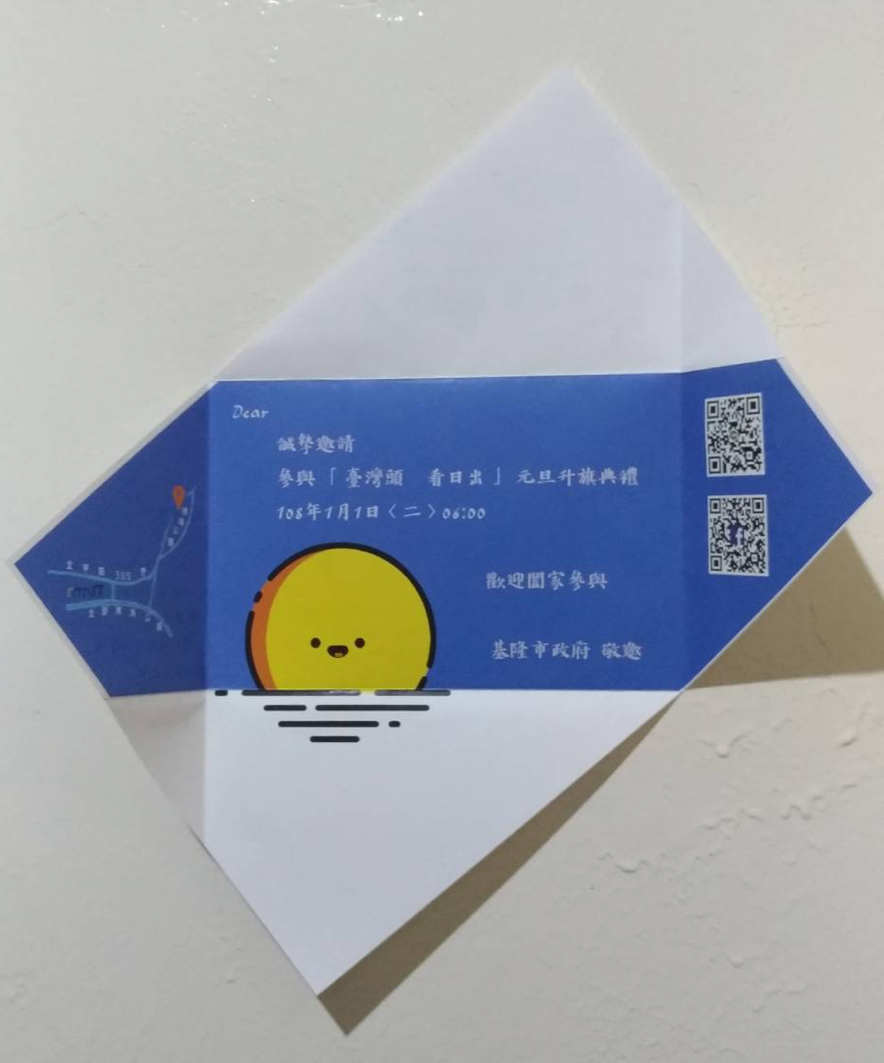 Dear
誠摯邀請
參與「臺灣頭 看日出」元旦升旗典禮
108年1月1日〈二〉06:00
歡迎闔家參與
基隆市政府 敬邀